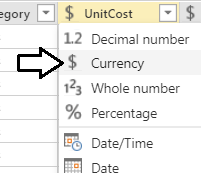 egory $ UnitCost $
1.2 Decimal number
$ Currency
1²3 Whole number
% Percentage
Date/Time
Date